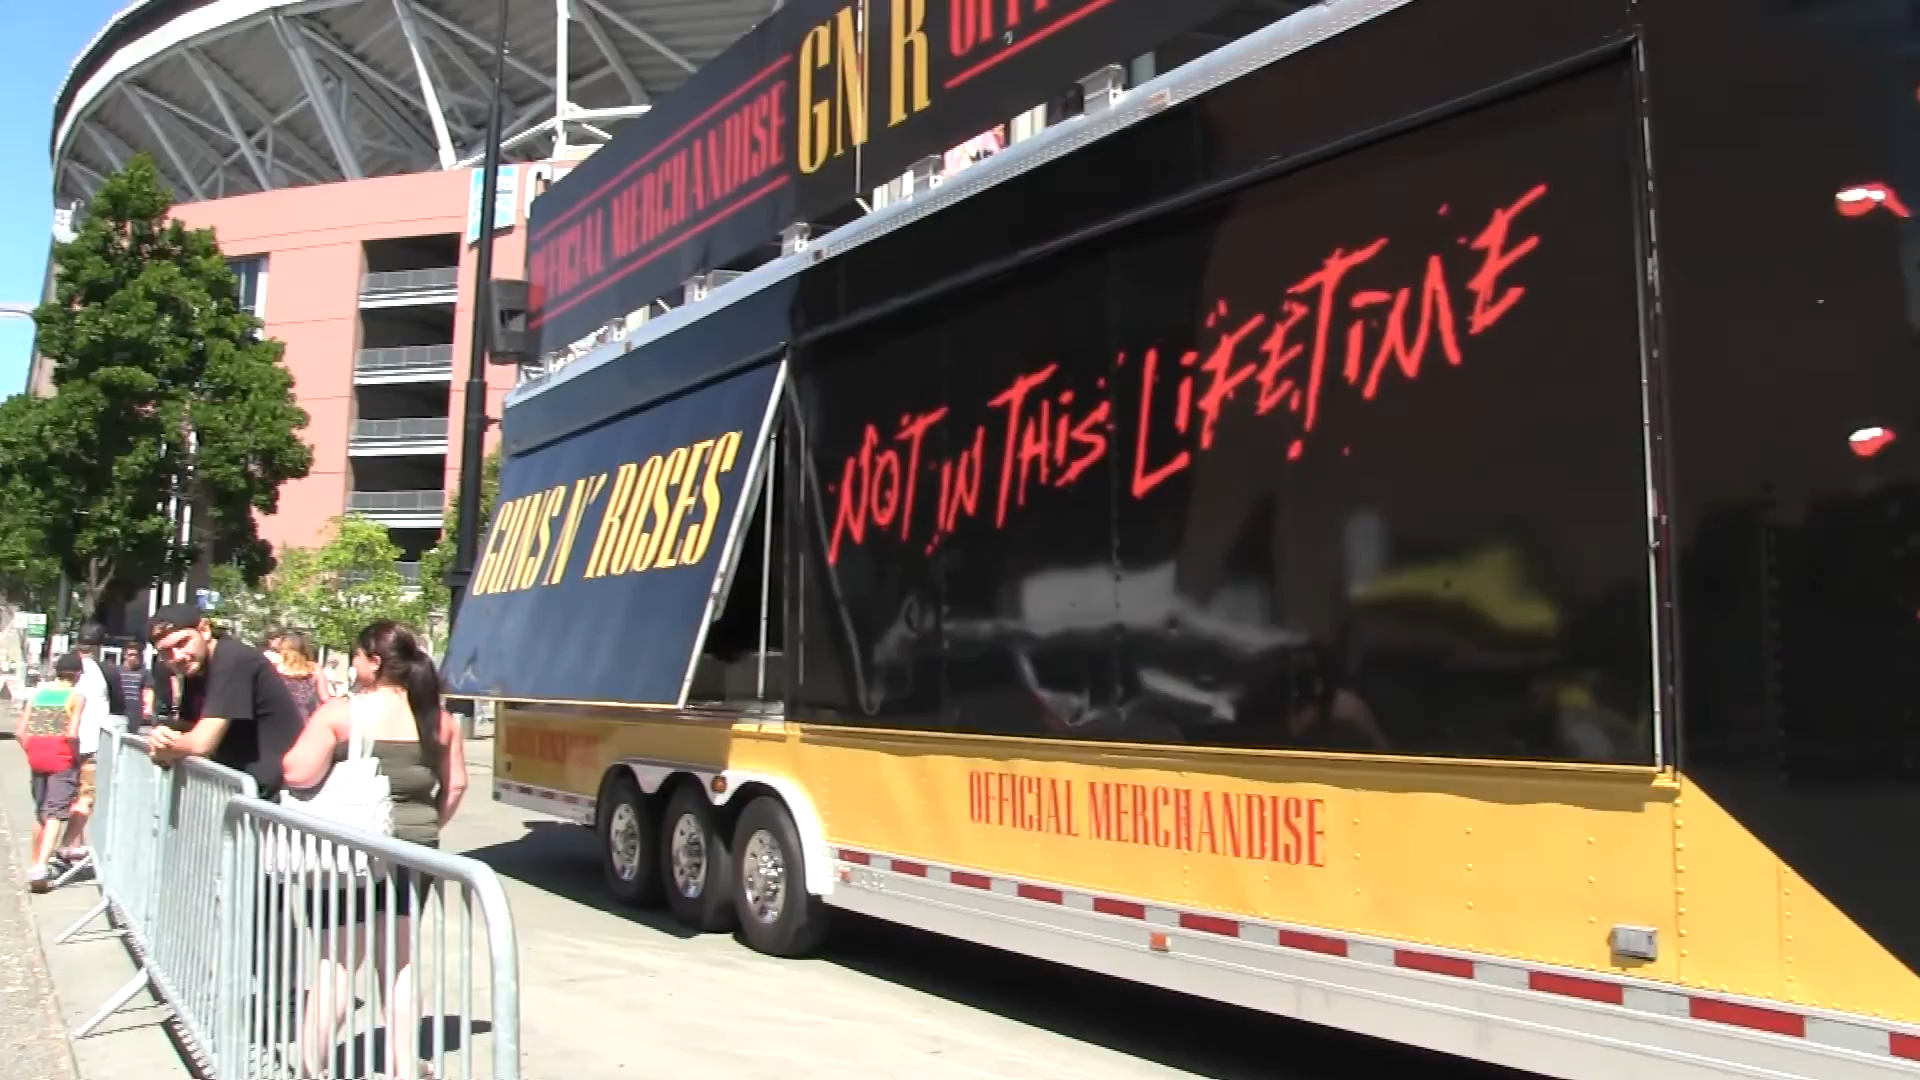 OFFICIAL MERCHANDISE
GN R
GUNS N' ROSES
NOT IN THIS LIFETIME
OFFICIAL MERCHANDISE